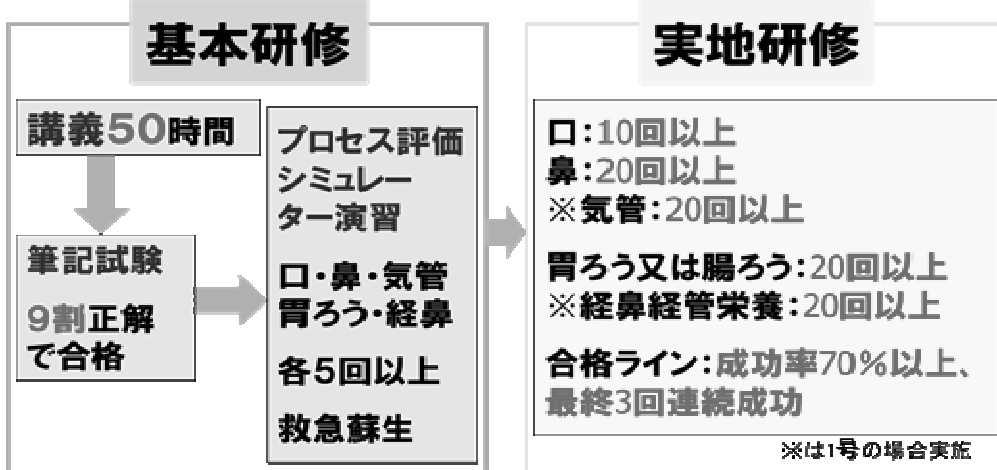 基本研修
講義50時間
筆記試験
9割正解
で合格
プロセス評価
シミュレー
ター演習
口・鼻・気管
胃ろう・経鼻
各5回以上
救急蘇生
実地研修
口：10回以上
鼻：20回以上
※気管：20回以上
胃ろう又は腸ろう：20回以上
※経鼻経管栄養：20回以上
合格ライン：成功率70％以上、
最終3回連続成功
※は1号の場合実施